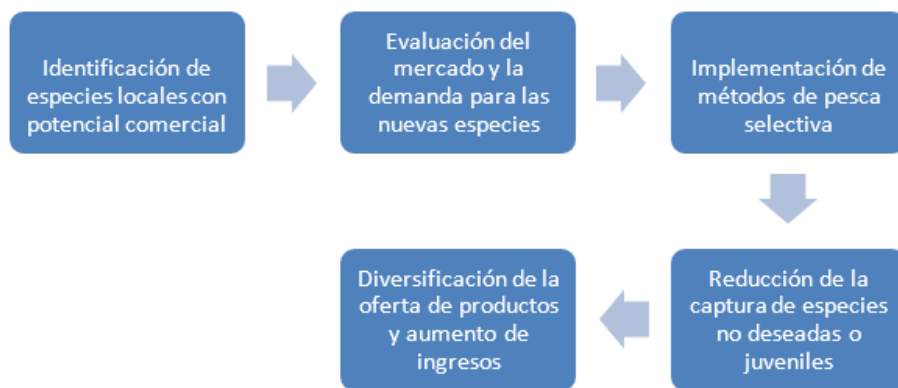 Identificación de
especies locales con
potencial comercial
Evaluación del
mercado y la
demanda para las
nuevas especies
Implementación de
métodos de pesca
selectiva
Reducción de la
captura de especies
no deseadas o
juveniles
Diversificación de la
oferta de productos
y aumento de
ingresos